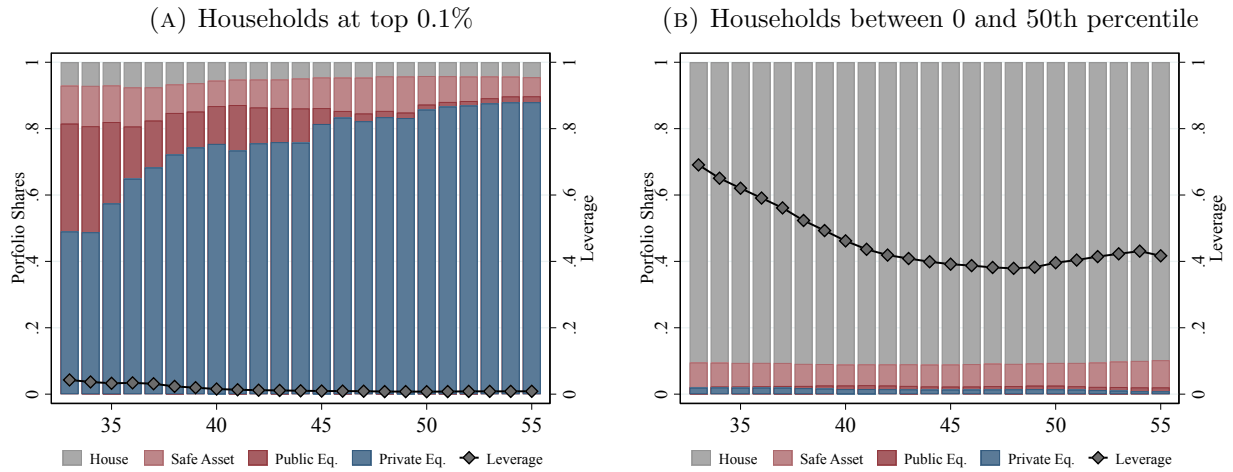 (A) Households at top 0.1%
(B) Households between 0 and 50th percentile
Porfolio Shares
0 .2 .4 .6 .8 1
Leverage
0 .2 .4 .6 .8 1
35 40 45 50 55
House Safe Asset Public Eq. Private Eq. Leverage
Porfolio Shares
0 .2 .4 .6 .8 1
Leverage
0 .2 .4 .6 .8 1
35 40 45 50 55
House Safe Asset Public Eq. Private Eq. Leverage